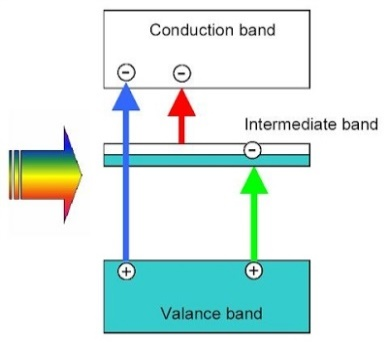 Conduction band
Intermediate band
Valance band